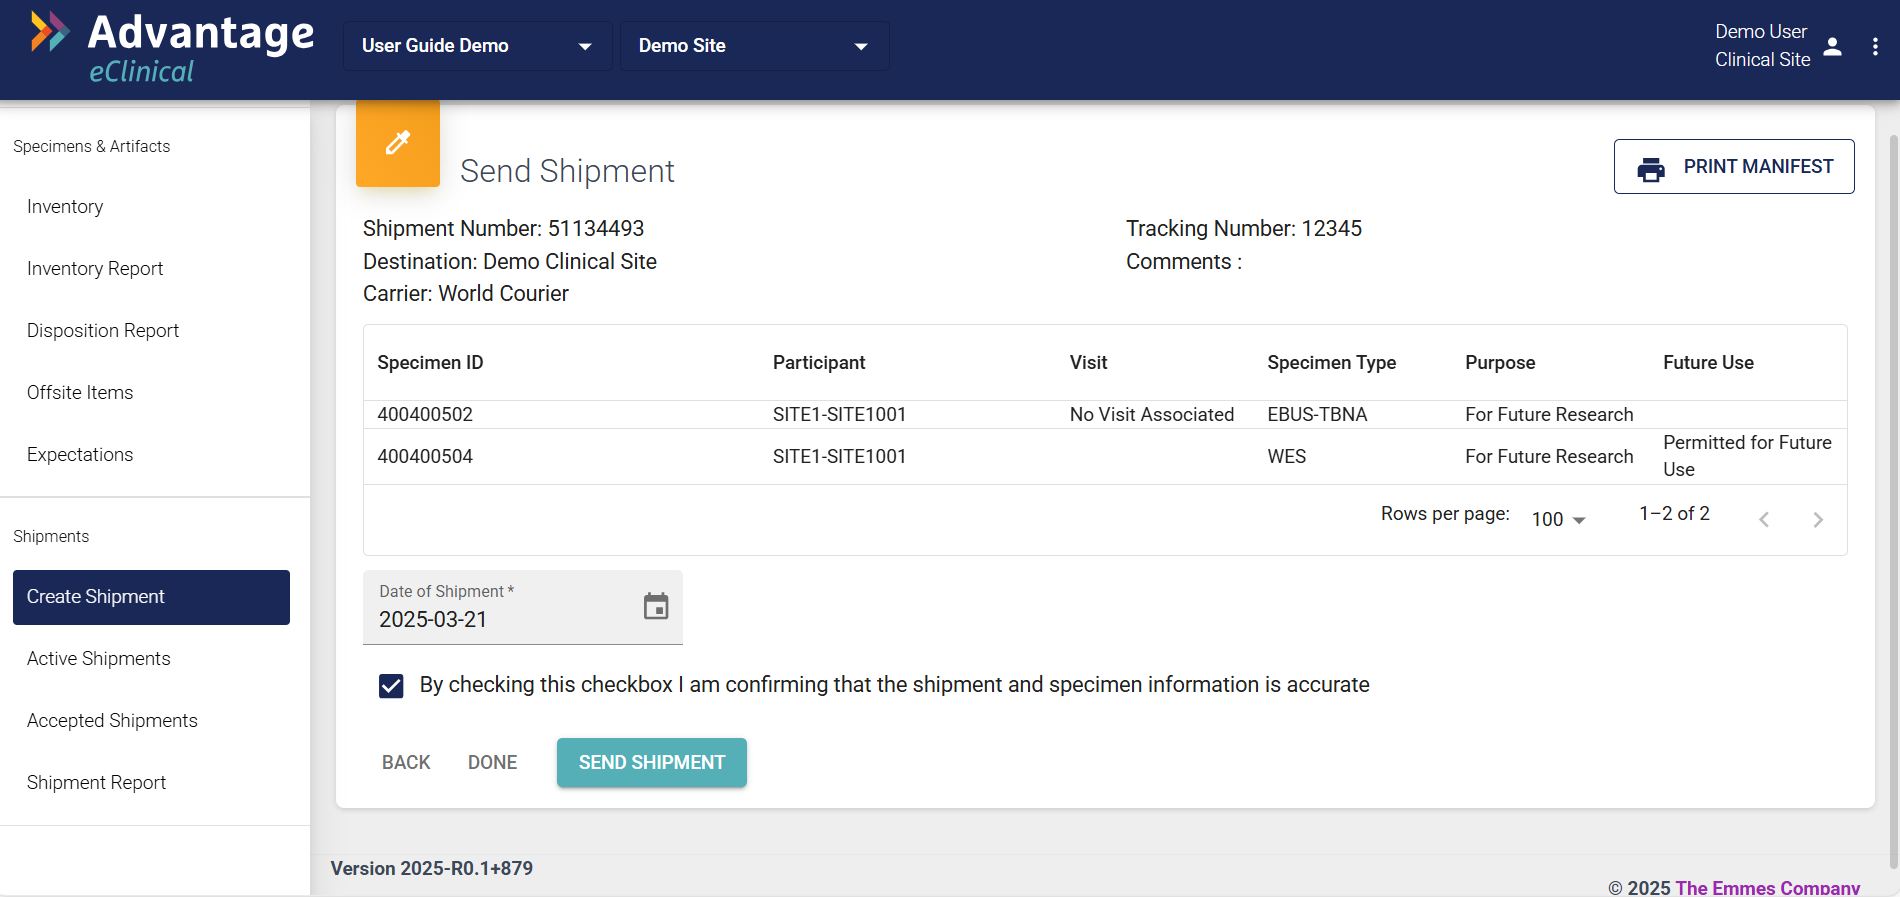 Advantage
eClinical
User Guide Demo
Demo Site
Demo User
Clinical Site
Specimens & Artifacts
Inventory
Inventory Report
Disposition Report
Offsite Items
Expectations
Shipments
Create Shipment
Active Shipments
Accepted Shipments
Shipment Report
Send Shipment
PRINT MANIFEST
Shipment Number: 51134493
Destination: Demo Clinical Site
Carrier: World Courier
Tracking Number: 12345
Comments :
Specimen ID Participant Visit Specimen Type Purpose Future Use
400400502 SITE1-SITE1001 No Visit Associated EBUS-TBNA For Future Research
400400504 SITE1-SITE1001 WES For Future Research Permitted for Future
Use
Rows per page: 100 1–2 of 2
Date of Shipment *
2025-03-21
By checking this checkbox I am confirming that the shipment and specimen information is accurate
BACK DONE SEND SHIPMENT
Version 2025-R0.1+879
© 2025 The Emmes Company